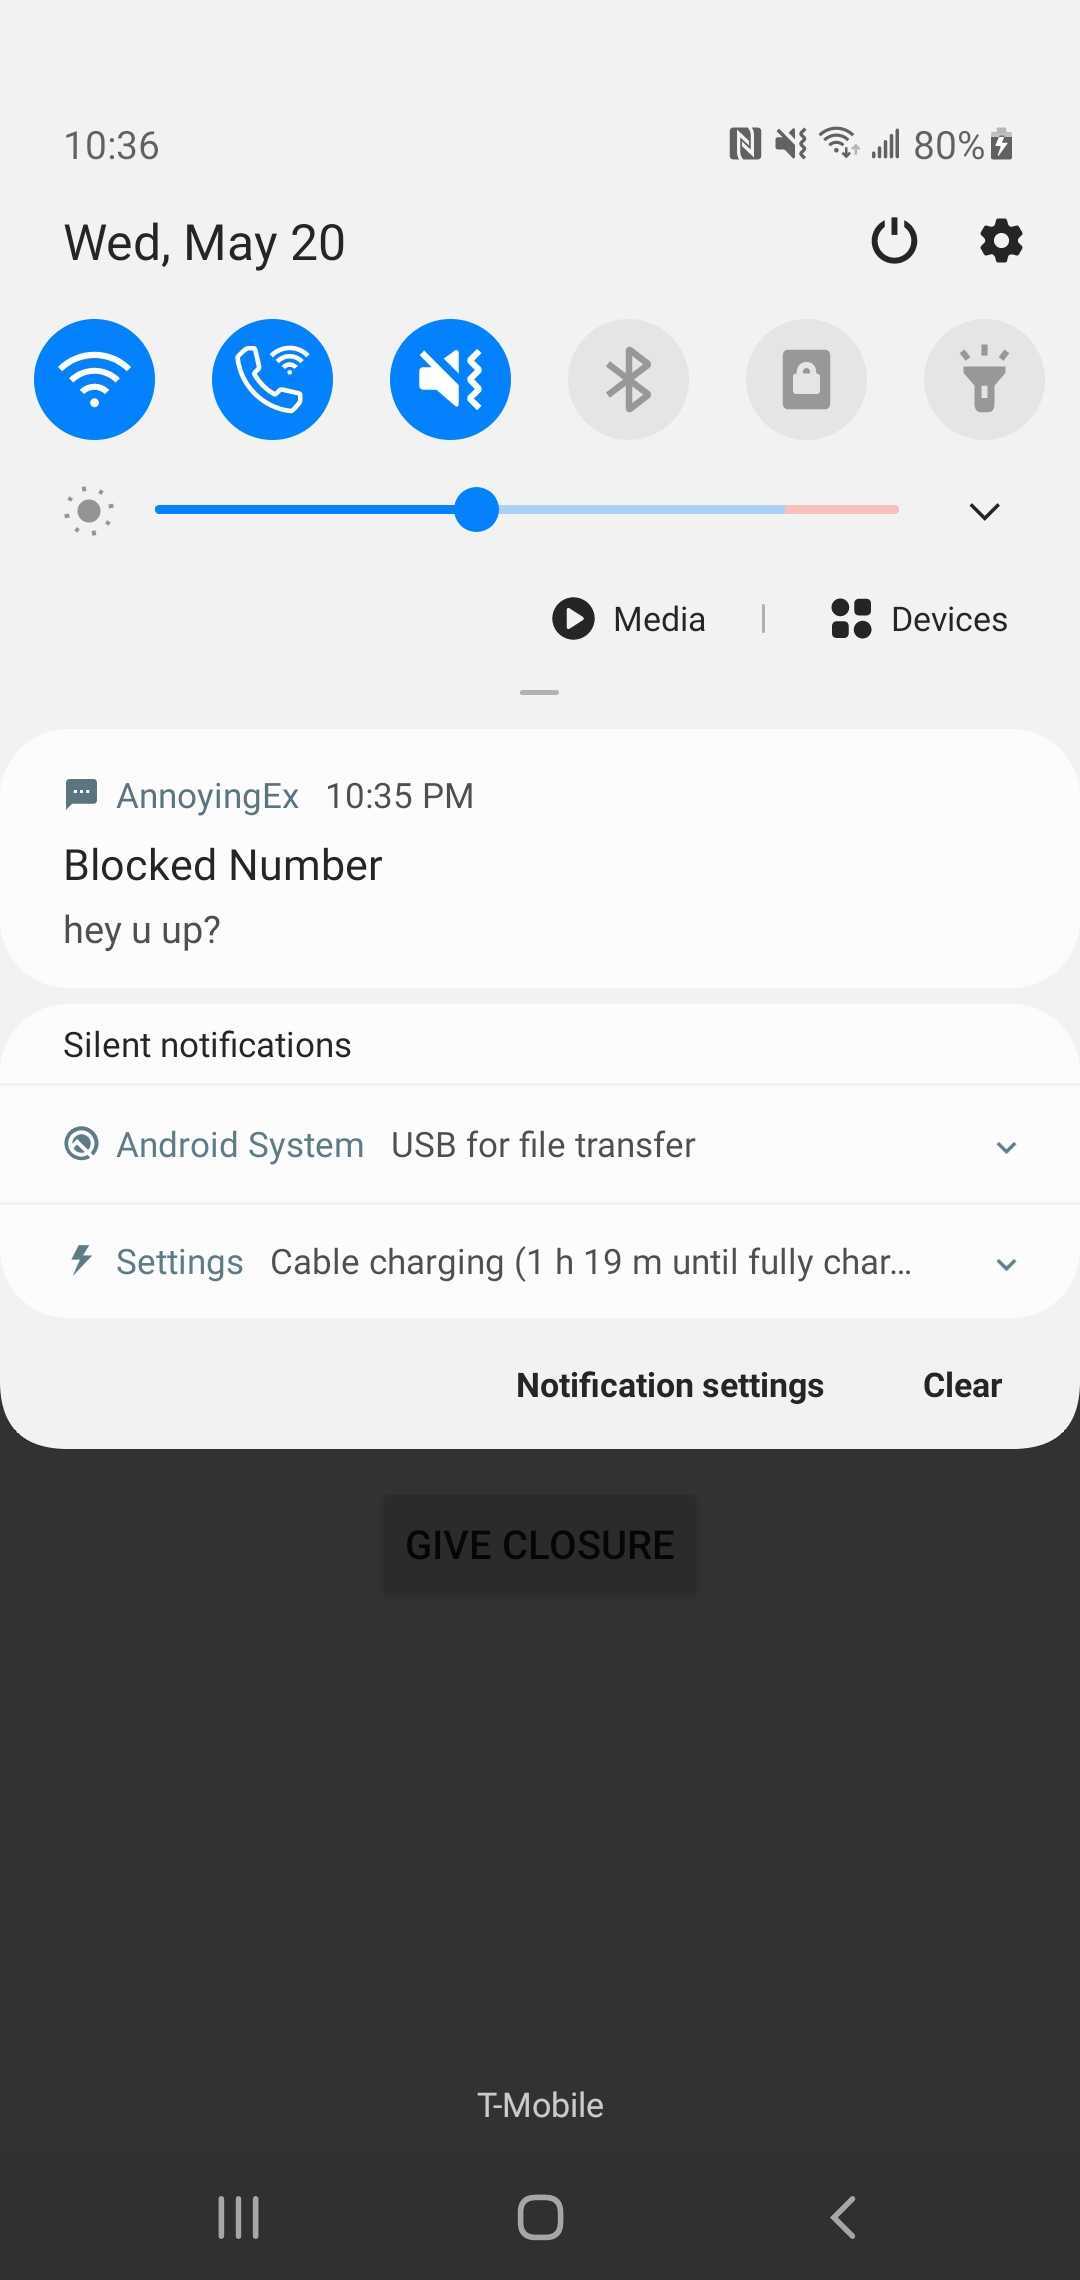 10:36 80%
Wed, May 20
Media | Devices
AnnoyingEx 10:35 PM
Blocked Number
hey u up?
Silent notifications
Android System USB for file transfer
Settings Cable charging (1 h 19 m until fully char...
Notification settings Clear
GIVE CLOSURE
T-Mobile